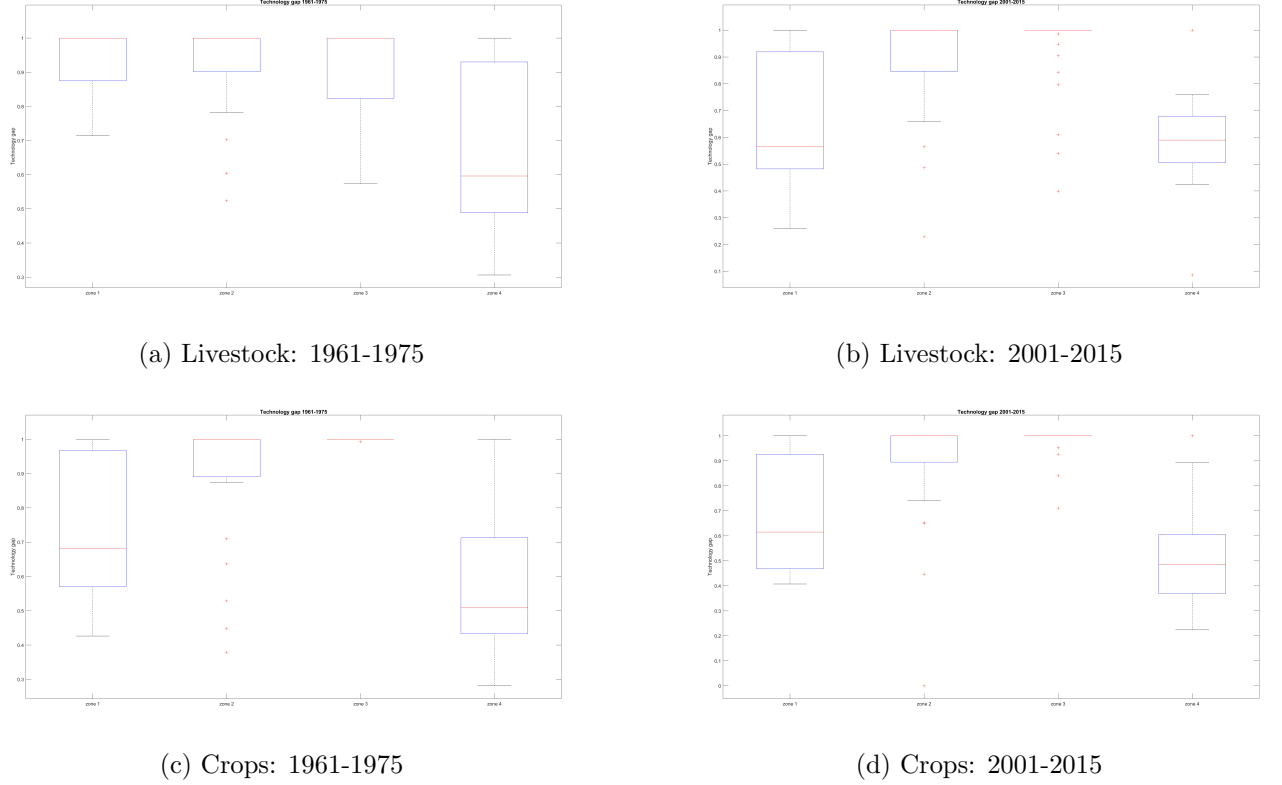 Technology gap 1961-1975
Technology gap
1
0.9
0.8
0.7
0.6
0.5
0.4
0.3
zone 1 zone 2 zone 3 zone 4
(a) Livestock: 1961-1975
Technology gap 2001-2015
Technology gap
1
0.9
0.8
0.7
0.6
0.5
0.4
0.3
0.2
0.1
zone 1 zone 2 zone 3 zone 4
(b) Livestock: 2001-2015
Technology gap 1961-1975
Technology gap
1
0.9
0.8
0.7
0.6
0.5
0.4
0.3
zone 1 zone 2 zone 3 zone 4
(c) Crops: 1961-1975
Technology gap 2001-2015
Technology gap
1
0.9
0.8
0.7
0.6
0.5
0.4
0.3
0.2
0.1
0
zone 1 zone 2 zone 3 zone 4
(d) Crops: 2001-2015